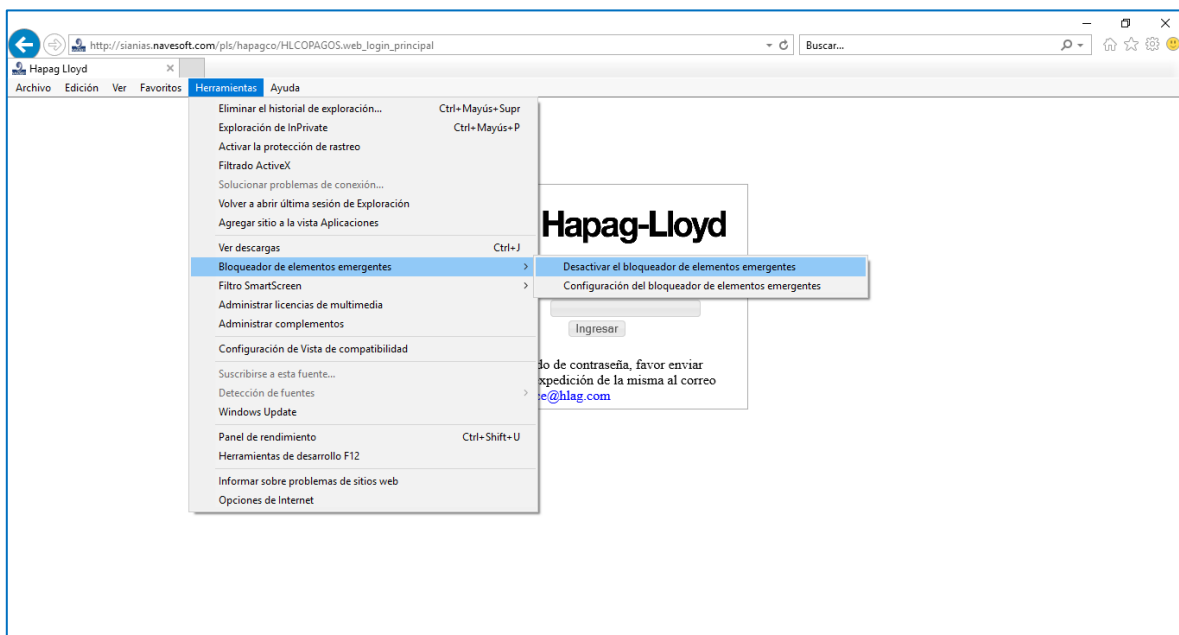 http://sianias.navesoft.com/pls/hapagco/HLCOPAGOS.web_login_principal
Buscar...
Hapag Lloyd
Archivo Edición Ver Favoritos Herramientas Ayuda
Eliminar el historial de exploración... Ctrl+Mayús+Supr
Exploración de InPrivate Ctrl+Mayús+P
Activar la protección de rastreo
Filtrado ActiveX
Solucionar problemas de conexión...
Volver a abrir última sesión de Exploración
Agregar sitio a la vista Aplicaciones
Hapag-Lloyd
Ver descargas Ctrl+J
Bloqueador de elementos emergentes
Desactivar el bloqueador de elementos emergentes
Filtro SmartScreen
Configuración del bloqueador de elementos emergentes
Administrar licencias de multimedia
Administrar complementos
Ingresar
Configuración de Vista de compatibilidad
do de contraseña, favor enviar
Suscribirse a esta fuente...
xpedición de la misma al correo
Detección de fuentes
ce@hlag.com
Windows Update
Panel de rendimiento Ctrl+Shift+U
Herramientas de desarrollo F12
Informar sobre problemas de sitios web
Opciones de Internet